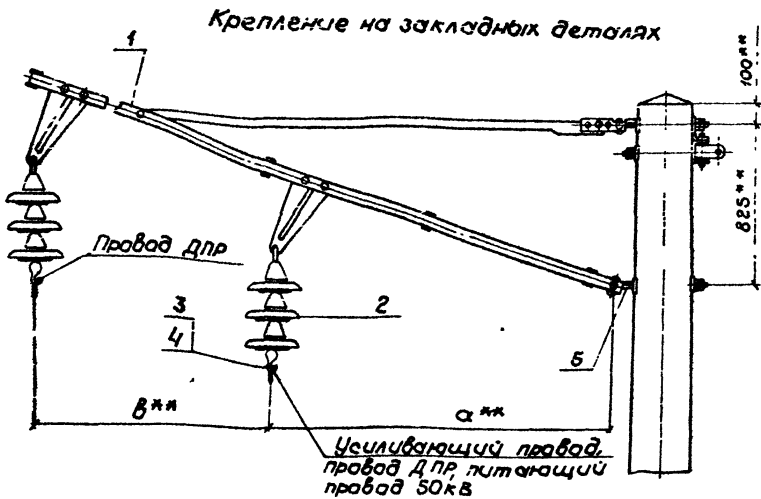 Крепление на закладных деталях
1
100**
825**
Провод ДПР
3
4
2
5
в**
а**
Усиливающий провод,
провод ДПР, питающий
провод 50кВ